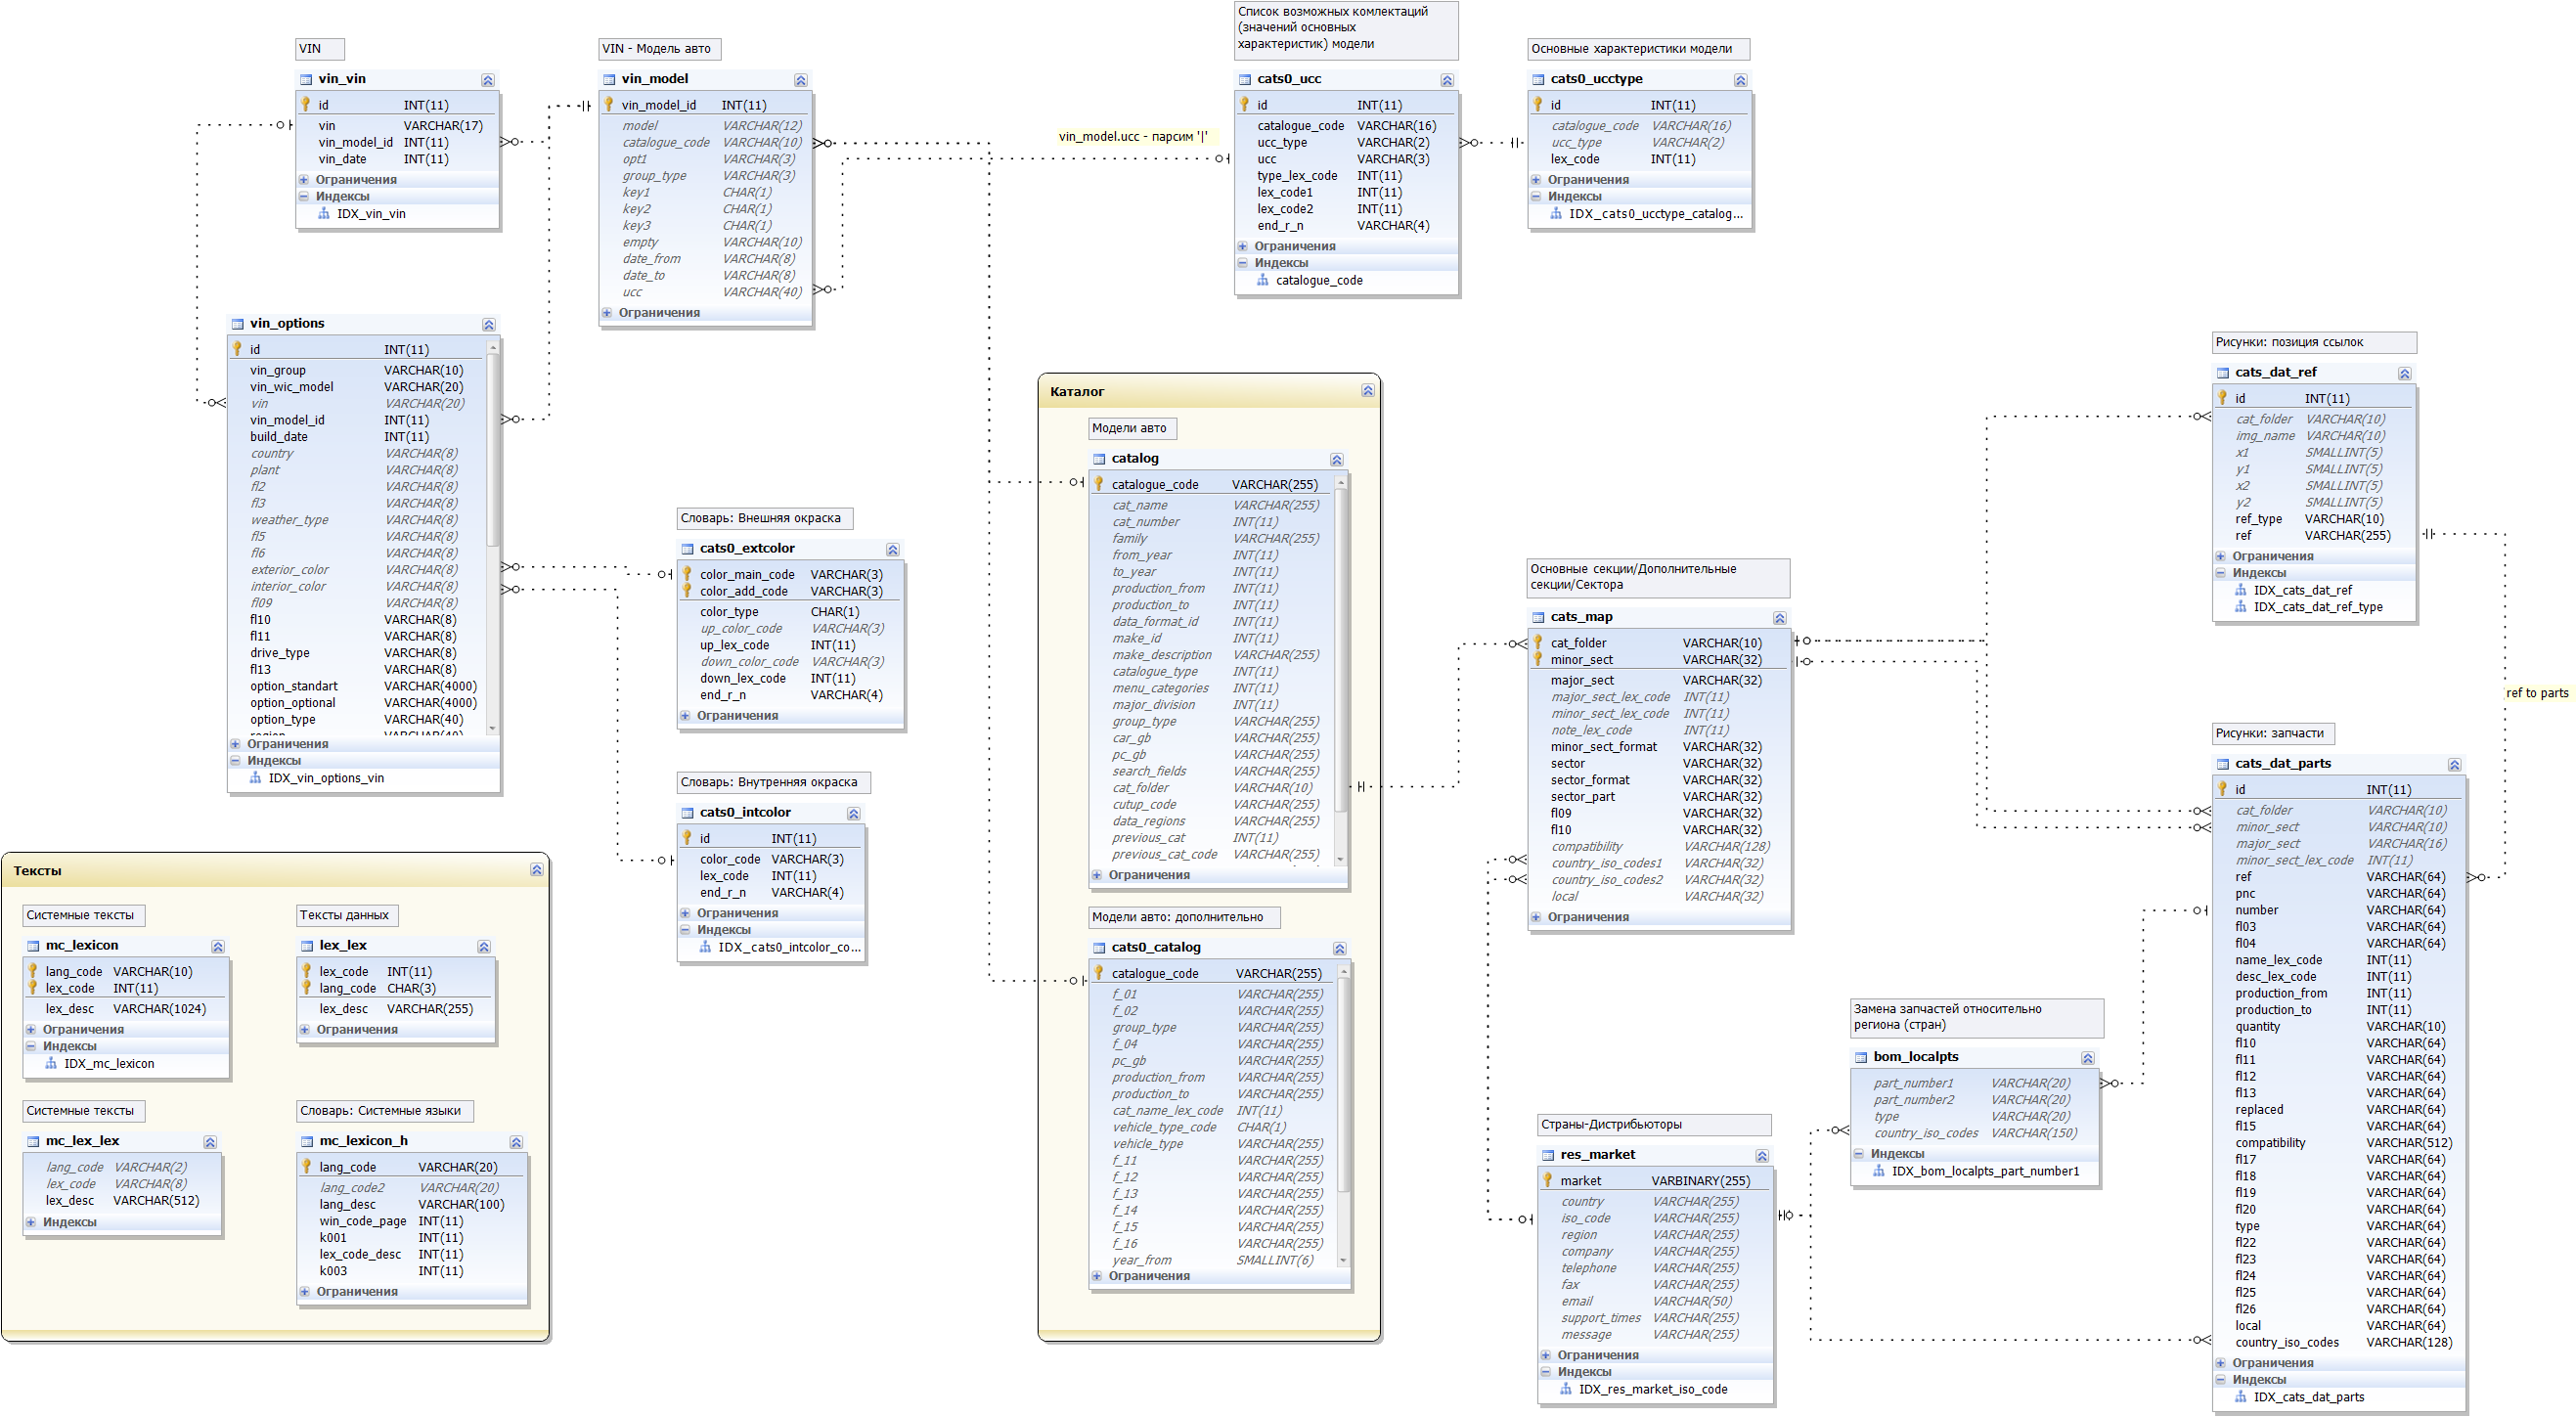 VIN
vin_vin
id INT(11)
vin VARCHAR(17)
vin_model_id INT(11)
vin_date INT(11)
Ограничения
Индексы
IDX_vin_vin
VIN - Модель авто
vin_model
vin_model_id INT(11)
model VARCHAR(12)
catalogue_code VARCHAR(10)
opt1 VARCHAR(3)
group_type VARCHAR(3)
key1 CHAR(1)
key2 CHAR(1)
key3 CHAR(1)
empty VARCHAR(10)
date_from VARCHAR(8)
date_to VARCHAR(8)
ucc VARCHAR(40)
Ограничения
vin_model.ucc - парсим '|'
Список возможных комлектаций
(значений основных
характеристик) модели
cats0_ucc
id INT(11)
catalogue_code VARCHAR(16)
ucc_type VARCHAR(2)
ucc VARCHAR(3)
type_lex_code INT(11)
lex_code1 INT(11)
lex_code2 INT(11)
end_r_n VARCHAR(4)
Ограничения
Индексы
catalogue_code
Основные характеристики модели
cats0_ucctype
id INT(11)
catalogue_code VARCHAR(16)
ucc_type VARCHAR(2)
lex_code INT(11)
Ограничения
Индексы
IDX_cats0_ucctype_catalog...
vin_options
id INT(11)
vin_group VARCHAR(10)
vin_wic_model VARCHAR(20)
vin VARCHAR(20)
vin_model_id INT(11)
build_date INT(11)
country VARCHAR(8)
plant VARCHAR(8)
fl2 VARCHAR(8)
fl3 VARCHAR(8)
weather_type VARCHAR(8)
fl5 VARCHAR(8)
fl6 VARCHAR(8)
exterior_color VARCHAR(8)
interior_color VARCHAR(8)
fl09 VARCHAR(8)
fl10 VARCHAR(8)
fl11 VARCHAR(8)
drive_type VARCHAR(8)
fl13 VARCHAR(8)
option_standart VARCHAR(4000)
option_optional VARCHAR(4000)
option_type VARCHAR(40)
Ограничения
Индексы
IDX_vin_options_vin
Словарь: Внешняя окраска
cats0_extcolor
color_main_code VARCHAR(3)
color_add_code VARCHAR(3)
color_type CHAR(1)
up_color_code VARCHAR(3)
up_lex_code INT(11)
down_color_code VARCHAR(3)
down_lex_code INT(11)
end_r_n VARCHAR(4)
Ограничения
Словарь: Внутренняя окраска
cats0_intcolor
id INT(11)
color_code VARCHAR(3)
lex_code INT(11)
end_r_n VARCHAR(4)
Ограничения
Индексы
IDX_cats0_intcolor_co...
Каталог
Модели авто
catalog
catalogue_code VARCHAR(255)
cat_name VARCHAR(255)
cat_number INT(11)
family VARCHAR(255)
from_year INT(11)
to_year INT(11)
production_from INT(11)
production_to INT(11)
data_format_id INT(11)
make_id INT(11)
make_description VARCHAR(255)
catalogue_type INT(11)
menu_categories INT(11)
major_division INT(11)
group_type VARCHAR(255)
car_gb VARCHAR(255)
pc_gb VARCHAR(255)
search_fields VARCHAR(255)
cat_folder VARCHAR(10)
cutup_code VARCHAR(255)
data_regions VARCHAR(255)
previous_cat INT(11)
previous_cat_code VARCHAR(255)
Ограничения
Модели авто: дополнительно
cats0_catalog
catalogue_code VARCHAR(255)
f_01 VARCHAR(255)
f_02 VARCHAR(255)
group_type VARCHAR(255)
f_04 VARCHAR(255)
pc_gb VARCHAR(255)
production_from VARCHAR(255)
production_to VARCHAR(255)
cat_name_lex_code INT(11)
vehicle_type_code CHAR(1)
vehicle_type VARCHAR(255)
f_11 VARCHAR(255)
f_12 VARCHAR(255)
f_13 VARCHAR(255)
f_14 VARCHAR(255)
f_15 VARCHAR(255)
f_16 VARCHAR(255)
year_from SMALLINT(6)
Ограничения
Основные секции/Дополнительные
секции/Сектора
cats_map
cat_folder VARCHAR(10)
minor_sect VARCHAR(32)
major_sect VARCHAR(32)
major_sect_lex_code INT(11)
minor_sect_lex_code INT(11)
note_lex_code INT(11)
minor_sect_format VARCHAR(32)
sector VARCHAR(32)
sector_format VARCHAR(32)
sector_part VARCHAR(32)
fl09 VARCHAR(32)
fl10 VARCHAR(32)
compatibility VARCHAR(128)
country_iso_codes1 VARCHAR(32)
country_iso_codes2 VARCHAR(32)
local VARCHAR(32)
Ограничения
Рисунки: позиция ссылок
cats_dat_ref
id INT(11)
cat_folder VARCHAR(10)
img_name VARCHAR(10)
x1 SMALLINT(5)
y1 SMALLINT(5)
x2 SMALLINT(5)
y2 SMALLINT(5)
ref_type VARCHAR(10)
ref VARCHAR(255)
Ограничения
Индексы
IDX_cats_dat_ref
IDX_cats_dat_ref_type
ref to parts
Рисунки: запчасти
cats_dat_parts
id INT(11)
cat_folder VARCHAR(10)
minor_sect VARCHAR(10)
major_sect VARCHAR(16)
minor_sect_lex_code INT(11)
ref VARCHAR(64)
pnc VARCHAR(64)
number VARCHAR(64)
fl03 VARCHAR(64)
fl04 VARCHAR(64)
name_lex_code INT(11)
desc_lex_code INT(11)
production_from INT(11)
production_to INT(11)
quantity VARCHAR(10)
fl10 VARCHAR(64)
fl11 VARCHAR(64)
fl12 VARCHAR(64)
fl13 VARCHAR(64)
replaced VARCHAR(64)
fl15 VARCHAR(64)
compatibility VARCHAR(512)
fl17 VARCHAR(64)
fl18 VARCHAR(64)
fl19 VARCHAR(64)
fl20 VARCHAR(64)
type VARCHAR(64)
fl22 VARCHAR(64)
fl23 VARCHAR(64)
fl24 VARCHAR(64)
fl25 VARCHAR(64)
fl26 VARCHAR(64)
local VARCHAR(64)
country_iso_codes VARCHAR(128)
Ограничения
Индексы
IDX_cats_dat_parts
Замена запчастей относительно
региона (стран)
bom_localpts
part_number1 VARCHAR(20)
part_number2 VARCHAR(20)
type VARCHAR(20)
country_iso_codes VARCHAR(150)
Индексы
IDX_bom_localpts_part_number1
Страны-Дистрибьюторы
res_market
market VARBINARY(255)
country VARCHAR(255)
iso_code VARCHAR(255)
region VARCHAR(255)
company VARCHAR(255)
telephone VARCHAR(255)
fax VARCHAR(255)
email VARCHAR(50)
support_times VARCHAR(255)
message VARCHAR(255)
Ограничения
Индексы
IDX_res_market_iso_code
Тексты
Системные тексты
mc_lexicon
lang_code VARCHAR(10)
lex_code INT(11)
lex_desc VARCHAR(1024)
Ограничения
Индексы
IDX_mc_lexicon
Тексты данных
lex_lex
lex_code INT(11)
lang_code CHAR(3)
lex_desc VARCHAR(255)
Ограничения
Системные тексты
mc_lex_lex
lang_code VARCHAR(2)
lex_code VARCHAR(8)
lex_desc VARCHAR(512)
Индексы
Словарь: Системные языки
mc_lexicon_h
lang_code VARCHAR(20)
lang_code2 VARCHAR(20)
lang_desc VARCHAR(100)
win_code_page INT(11)
k001 INT(11)
lex_code_desc INT(11)
k003 INT(11)
Ограничения